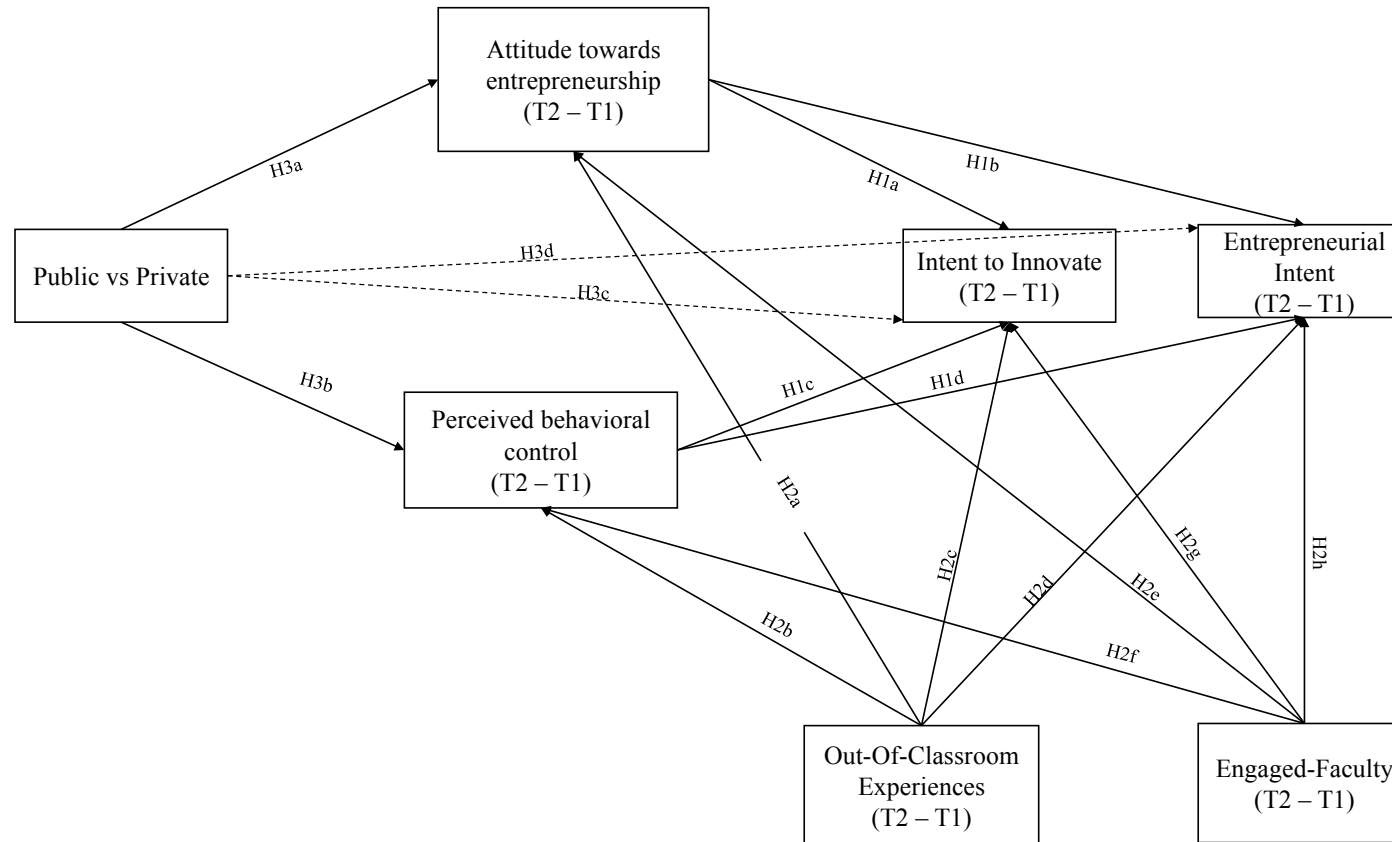 Attitude towards
entrepreneurship
(T2 – T1)
H3a
H1a
H1b
Public vs Private
H3d
H3c
Intent to Innovate
(T2 – T1)
Entrepreneurial
Intent
(T2 – T1)
H3b
H1c
H1d
Perceived behavioral
control
(T2 – T1)
H2a
H2b
H2c
H2d
H2g
H2e
H2h
H2f
Out-Of-Classroom
Experiences
(T2 – T1)
Engaged-Faculty
(T2 – T1)